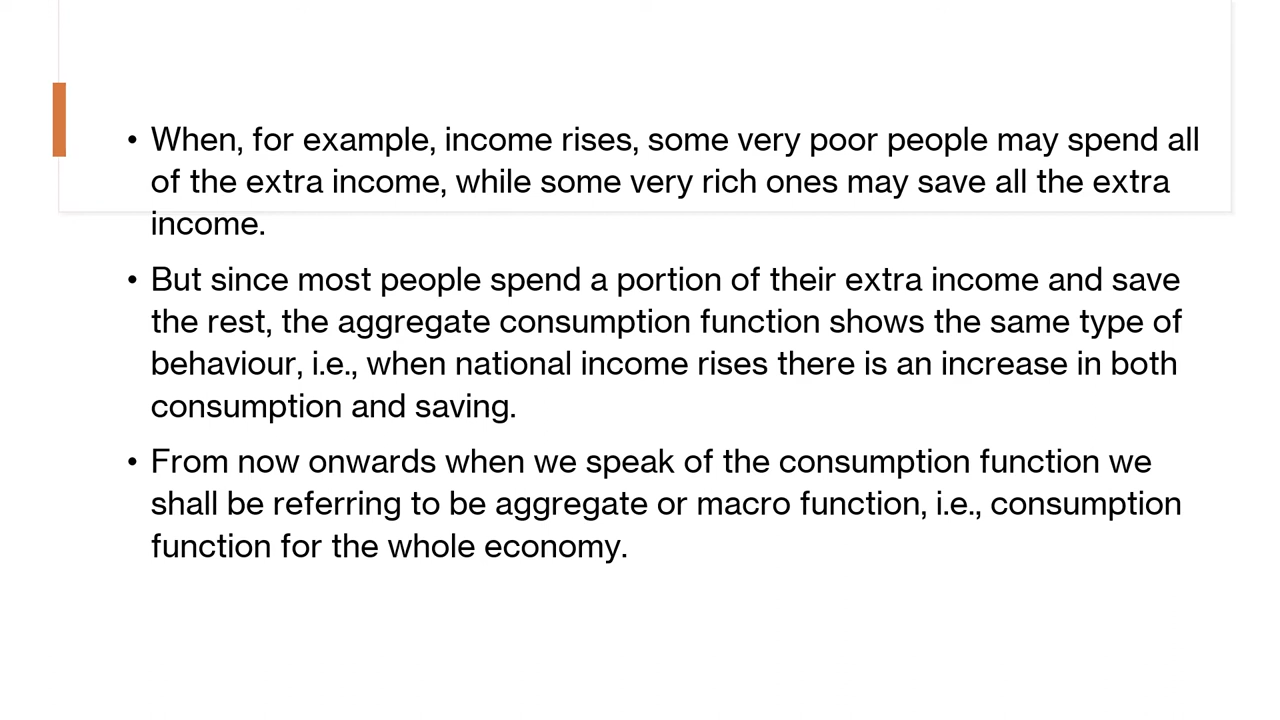 • When, for example, income rises, some very poor people may spend all
of the extra income, while some very rich ones may save all the extra
income.
• But since most people spend a portion of their extra income and save
the rest, the aggregate consumption function shows the same type of
behaviour, i.e., when national income rises there is an increase in both
consumption and saving.
• From now onwards when we speak of the consumption function we
shall be referring to be aggregate or macro function, i.e., consumption
function for the whole economy.